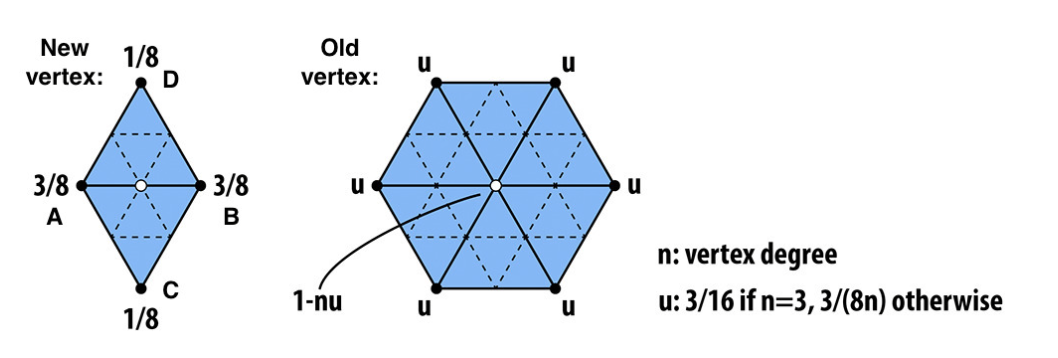 New
vertex:
1/8
D
3/8
A
3/8
B
C
1/8
Old
vertex:
u
u
u
u
1-nu
u
u
n: vertex degree
u: 3/16 if n=3, 3/(8n) otherwise